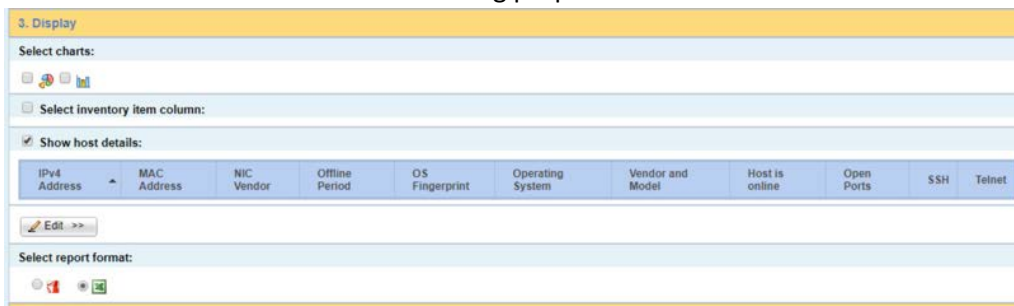 3. Display
Select charts:
Select inventory item column:
Show host details:
IPv4 Address MAC Address NIC Vendor Offline Period OS Fingerprint Operating System Vendor and Model Host is online Open Ports SSH Telnet
Edit >>
Select report format: